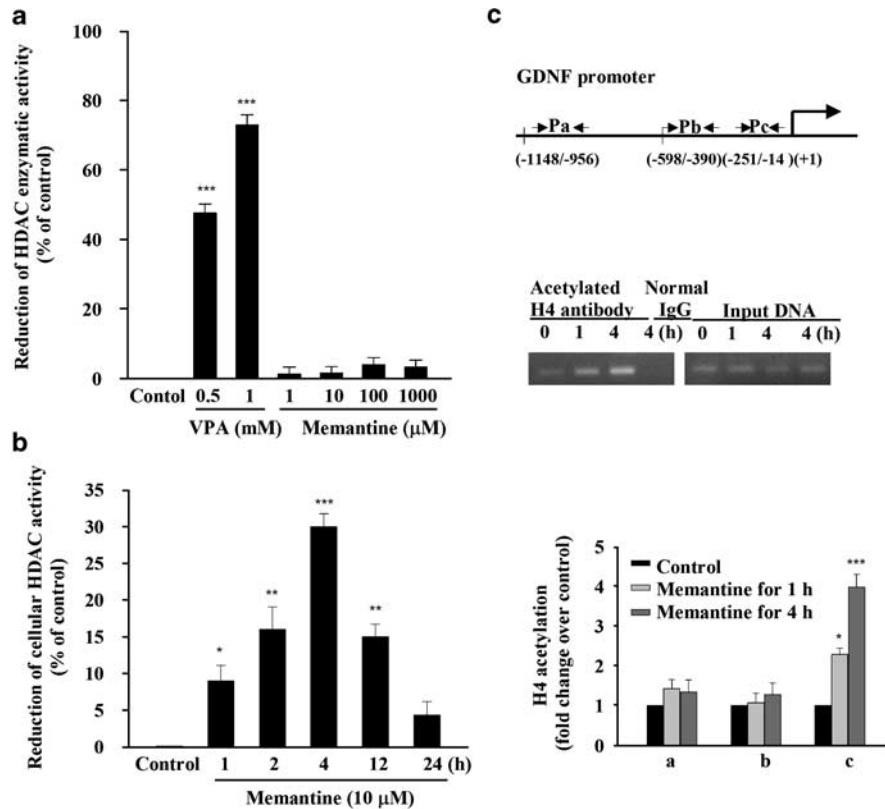 a
Reduction of HDAC enzymatic activity
(% of control)
100
80
60
40
20
0
***
***
Contol 0.5 1 1 10 100 1000
VPA (mM) Memantine (μM)
b
Reduction of cellular HDAC activity
(% of control)
35
30
25
20
15
10
5
0
*
**
***
**
Control 1 2 4 12 24 (h)
Memantine (10 μM)
c
GDNF promoter
Pa Pb Pc
(-1148/-956) (-598/-390)(-251/-14 )(+1)
Acetylated Normal
H4 antibody IgG Input DNA
0 1 4 4 (h) 0 1 4 4 (h)
H4 acetylation
(fold change over control)
5
4
3
2
1
0
Control
Memantine for 1 h
Memantine for 4 h
*
***
a b c